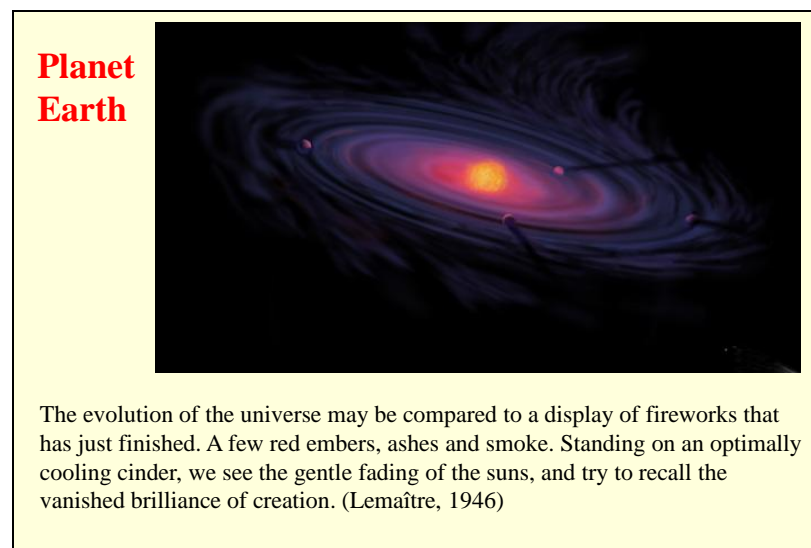 Planet
Earth
The evolution of the universe may be compared to a display of fireworks that
has just finished. A few red embers, ashes and smoke. Standing on an optimally
cooling cinder, we see the gentle fading of the suns, and try to recall the
vanished brilliance of creation. (Lemaître, 1946)